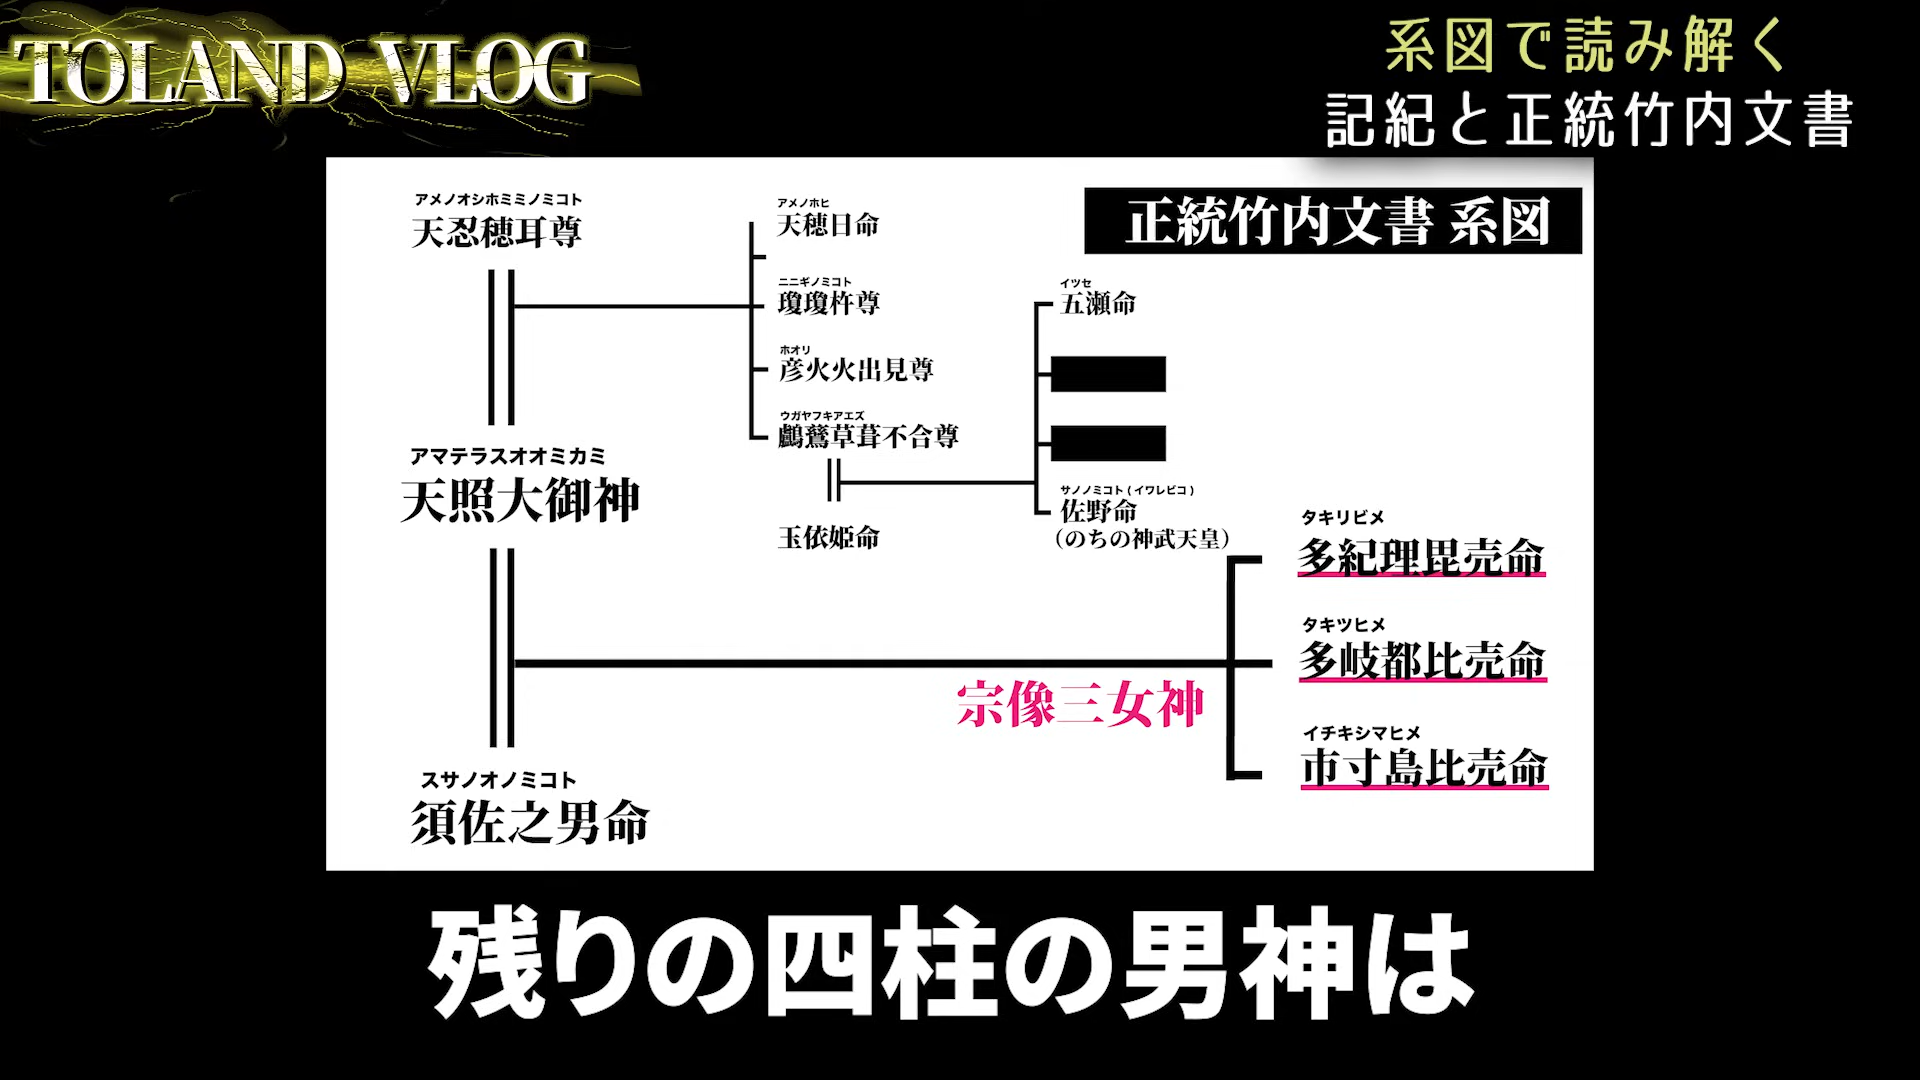 TOLAND VLOG
系図で読み解く
記紀と正統竹内文書
正統竹内文書 系図
アメノオシホミミノミコト
天忍穂耳尊
アメノホヒ
天穂日命
ニニギノミコト
瓊瓊杵尊
ホオリ
彦火火出見尊
ウガヤフキアエズ
鸕鶿草葺不合尊
玉依姫命
イツセ
五瀬命
サノノミコト(イワレビコ)
佐野命
(のちの神武天皇)
アマテラスオオミカミ
天照大御神
タキリビメ
多紀理毘売命
タキツヒメ
多岐都比売命
宗像三女神
イチキシマヒメ
市寸島比売命
スサノオノミコト
須佐之男命
残りの四柱の男神は